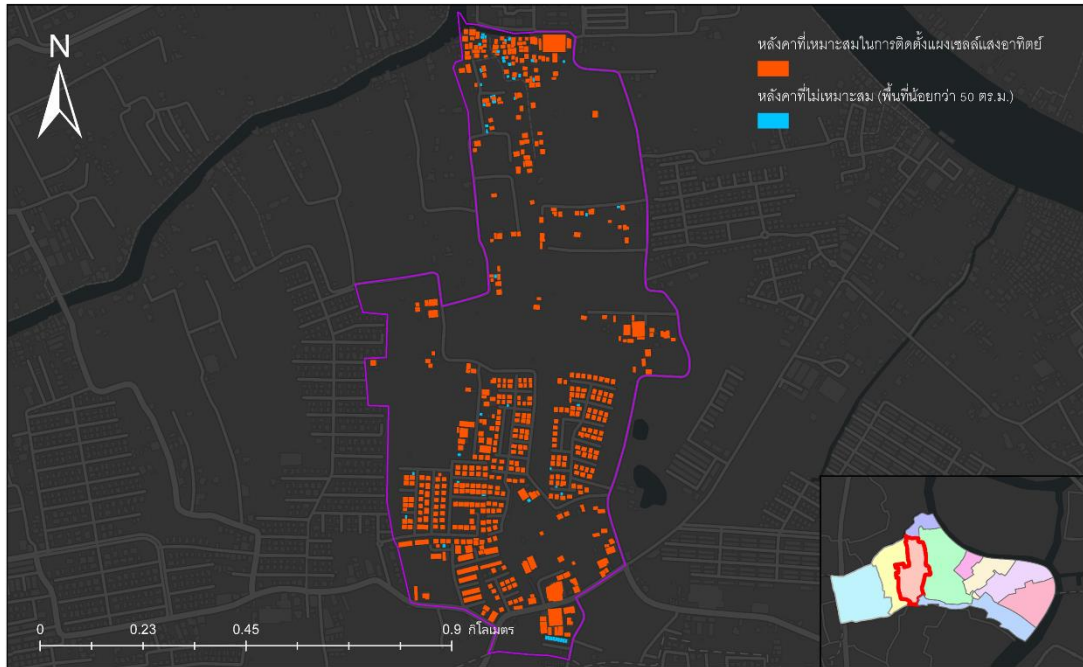 N
หลังคาที่เหมาะสมในการติดตั้งแผงเซลล์แสงอาทิตย์
หลังคาที่ไม่เหมาะสม (พื้นที่น้อยกว่า 50 ตร.ม.)
0 0.23 0.45 0.9 กิโลเมตร